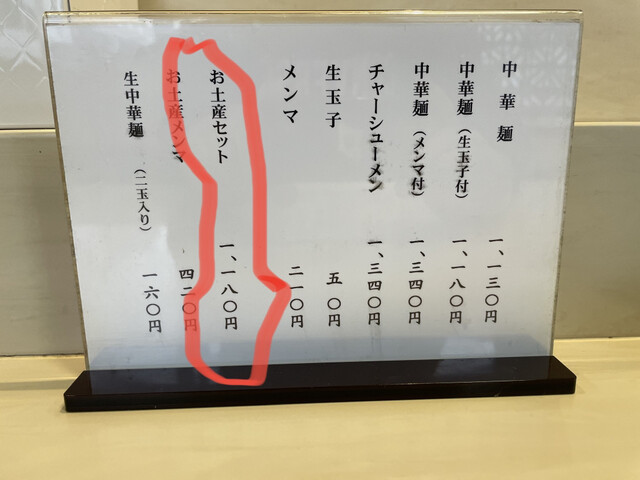 中華麺 一、一三〇円
中華麺（生玉子付） 一、一八〇円
中華麺（メンマ付） 一、三四〇円
チャーシューメン 一、三四〇円
生玉子 五〇円
メンマ 二一〇円
お土産セット 一、一八〇円
お土産メンマ 四二〇円
生中華麺（二玉入り） 一六〇円